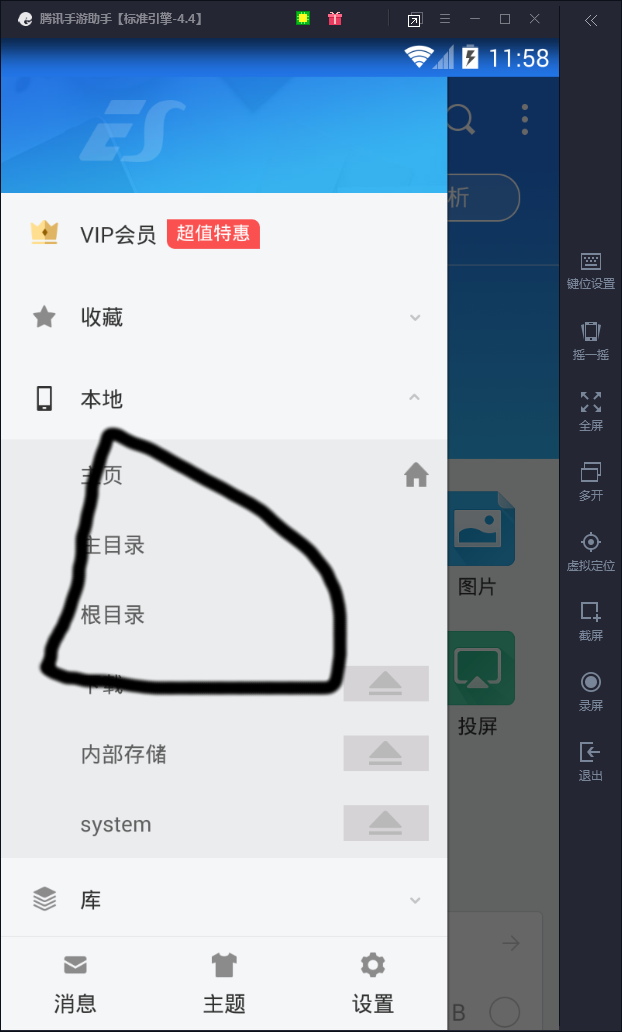 腾讯手游助手【标准引擎-4.4】
11:58
ES
析
VIP会员 超值特惠
收藏
本地
主页
主目录
根目录
下载
内部存储
system
库
消息 主题 设置
图片
投屏
B
键位设置
摇一摇
全屏
多开
虚拟定位
截屏
录屏
退出